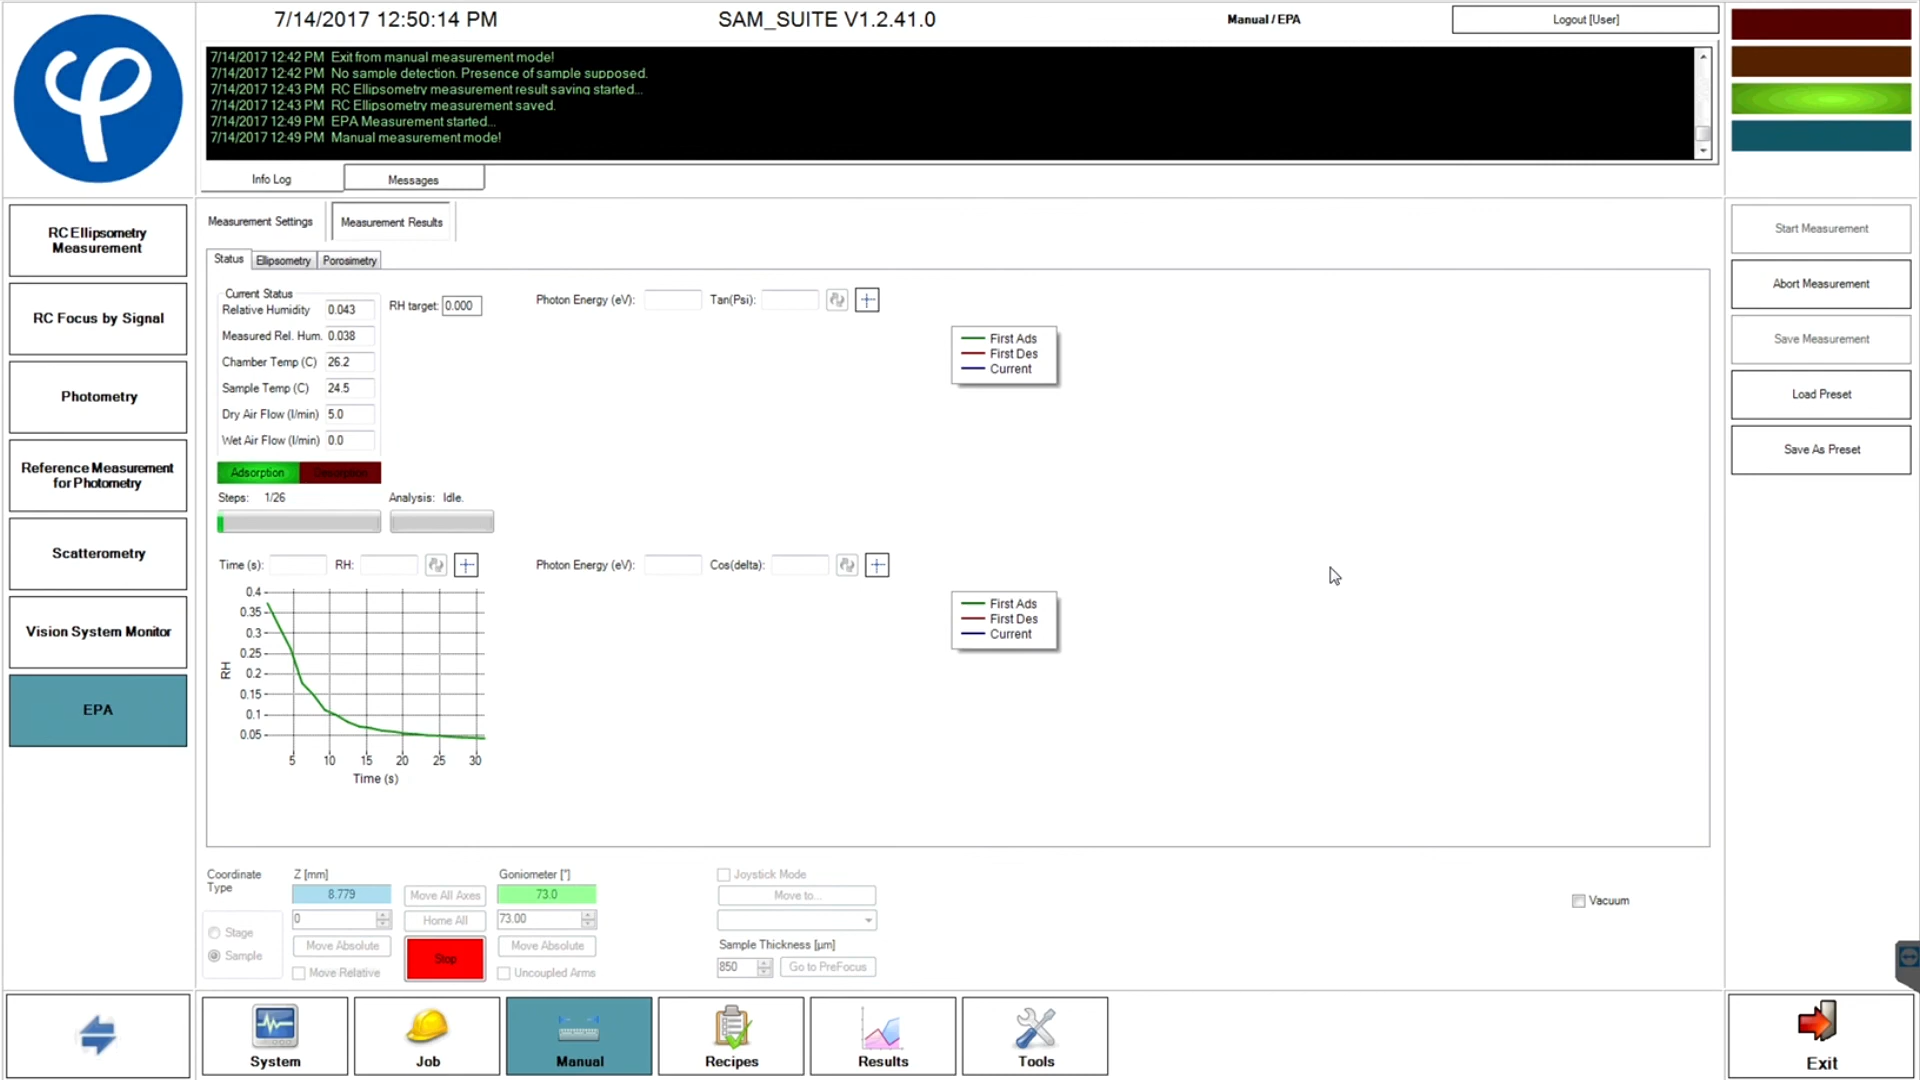 7/14/2017 12:50:14 PM
SAM_SUITE V1.2.41.0
Manual / EPA
Logout [User]
7/14/2017 12:42 PM Exit from manual measurement mode!
7/14/2017 12:42 PM No sample detection. Presence of sample supposed.
7/14/2017 12:43 PM RC Ellipsometry measurement result saving started...
7/14/2017 12:43 PM RC Ellipsometry measurement saved.
7/14/2017 12:49 PM EPA Measurement started...
7/14/2017 12:49 PM Manual measurement mode!
Info Log
Messages
RC Ellipsometry
Measurement
RC Focus by Signal
Photometry
Reference Measurement
for Photometry
Scatterometry
Vision System Monitor
EPA
Measurement Settings
Measurement Results
Status
Ellipsometry
Porosimetry
Current Status
Relative Humidity 0.043
Measured Rel. Hum. 0.038
Chamber Temp (C) 26.2
Sample Temp (C) 24.5
Dry Air Flow (l/min) 5.0
Wet Air Flow (l/min) 0.0
RH target: 0.000
Adsorption
Desorption
Steps: 1/26
Analysis: Idle.
Photon Energy (eV):
Tan(Psi):
First Ads
First Des
Current
Time (s):
RH:
Photon Energy (eV):
Cos(delta):
First Ads
First Des
Current
0.4
0.35
0.3
0.25
0.2
0.15
0.1
0.05
RH
5 10 15 20 25 30
Time (s)
Start Measurement
Abort Measurement
Save Measurement
Load Preset
Save As Preset
Coordinate
Type
Stage
Sample
Z [mm]
8.779
0
Move Absolute
Move Relative
Move All Axes
Home All
Stop
Goniometer [°]
73.0
73.00
Move Absolute
Uncoupled Arms
Joystick Mode
Move to...
Sample Thickness [µm]
850
Go to PreFocus
Vacuum
System
Job
Manual
Recipes
Results
Tools
Exit